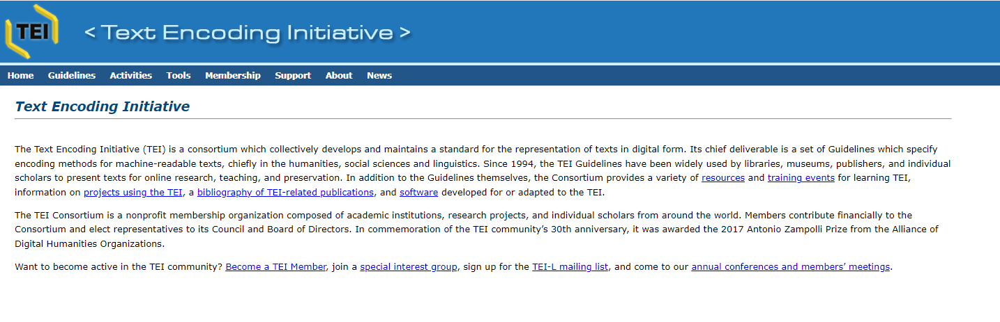 TEI
< Text Encoding Initiative >
Home Guidelines Activities Tools Membership Support About News
Text Encoding Initiative
The Text Encoding Initiative (TEI) is a consortium which collectively develops and maintains a standard for the representation of texts in digital form. Its chief deliverable is a set of Guidelines which specify
encoding methods for machine-readable texts, chiefly in the humanities, social sciences and linguistics. Since 1994, the TEI Guidelines have been widely used by libraries, museums, publishers, and individual
scholars to present texts for online research, teaching, and preservation. In addition to the Guidelines themselves, the Consortium provides a variety of resources and training events for learning TEI,
information on projects using the TEI, a bibliography of TEI-related publications, and software developed for or adapted to the TEI.
The TEI Consortium is a nonprofit membership organization composed of academic institutions, research projects, and individual scholars from around the world. Members contribute financially to the
Consortium and elect representatives to its Council and Board of Directors. In commemoration of the TEI community’s 30th anniversary, it was awarded the 2017 Antonio Zampolli Prize from the Alliance of
Digital Humanities Organizations.
Want to become active in the TEI community? Become a TEI Member, join a special interest group, sign up for the TEI-L mailing list, and come to our annual conferences and members’ meetings.